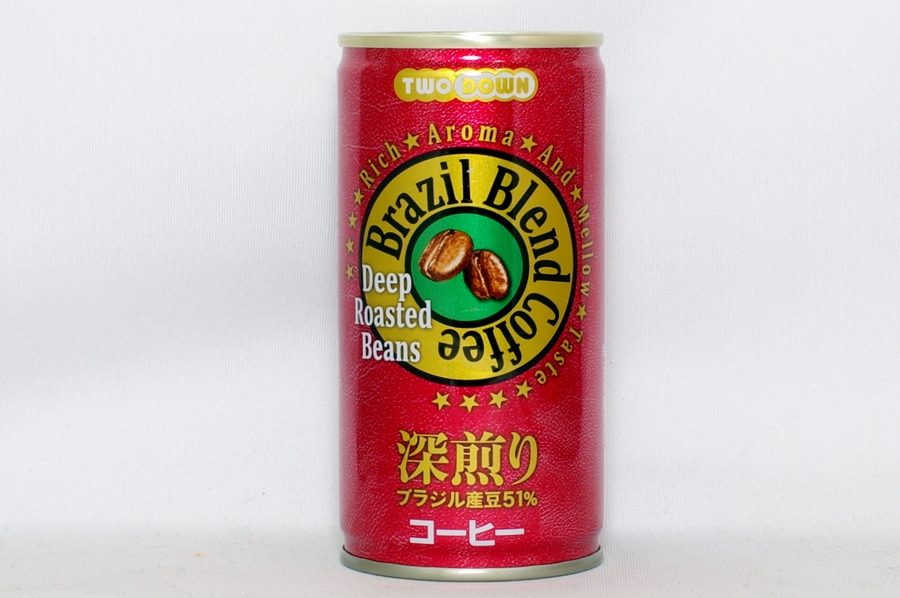 TWO DOWN
★★★★Rich★Aroma★And★Mellow★Taste★★★★
Brazil Blend Coffee
Deep
Roasted
Beans
深煎り
ブラジル産豆51%
コーヒー